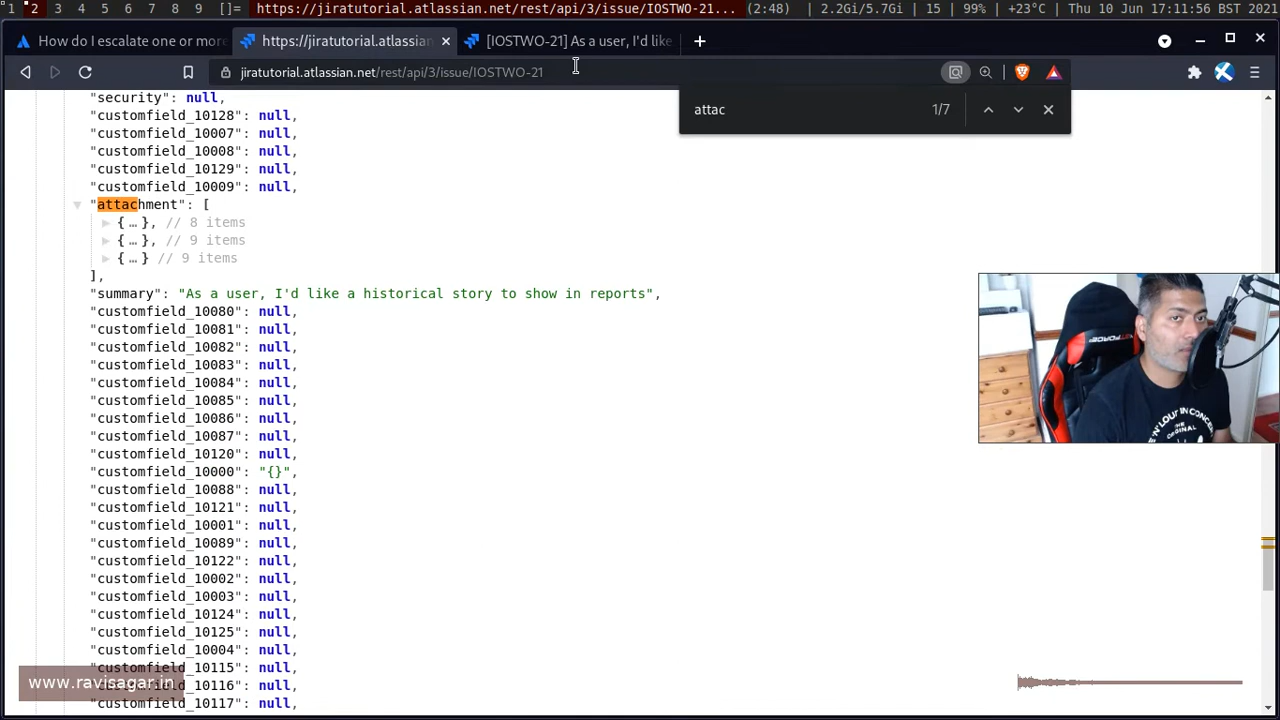 1 2 3 4 5 6 7 8 9 []= https://jiratutorial.atlassian.net/rest/api/3/issue/IOSTWO-21... (2:48) | 2.2Gi/5.7Gi | 15 | 99% | +23°C | Thu 10 Jun 17:11:56 BST 2021
How do I escalate one or more
https://jiratutorial.atlassian
[IOSTWO-21] As a user, I'd like
jiratutorial.atlassian.net/rest/api/3/issue/IOSTWO-21
attac 1/7
"security": null,
"customfield_10128": null,
"customfield_10007": null,
"customfield_10008": null,
"customfield_10129": null,
"customfield_10009": null,
"attachment": [
{…}, // 8 items
{…}, // 9 items
{…} // 9 items
],
"summary": "As a user, I'd like a historical story to show in reports",
"customfield_10080": null,
"customfield_10081": null,
"customfield_10082": null,
"customfield_10083": null,
"customfield_10084": null,
"customfield_10085": null,
"customfield_10086": null,
"customfield_10087": null,
"customfield_10120": null,
"customfield_10000": "{}",
"customfield_10088": null,
"customfield_10121": null,
"customfield_10001": null,
"customfield_10089": null,
"customfield_10122": null,
"customfield_10002": null,
"customfield_10003": null,
"customfield_10124": null,
"customfield_10125": null,
"customfield_10004": null,
"customfield_10115": null,
"customfield_10116": null,
"customfield_10117": null,
www.ravisagar.in